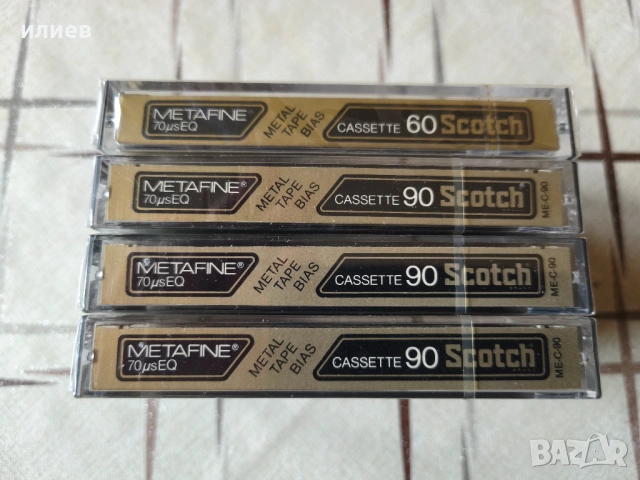 илиев
METAFINE
70µsEQ
METAL
TAPE
BIAS
CASSETTE 60 Scotch
METAFINE®
70µsEQ
METAL
TAPE
BIAS
CASSETTE 90 Scotch
ME-C-90
METAFINE®
70µsEQ
METAL
TAPE
BIAS
CASSETTE 90 Scotch
ME-C-90
METAFINE®
70µsEQ
METAL
TAPE
BIAS
CASSETTE 90 Scotch
ME-C-90
BAZAR